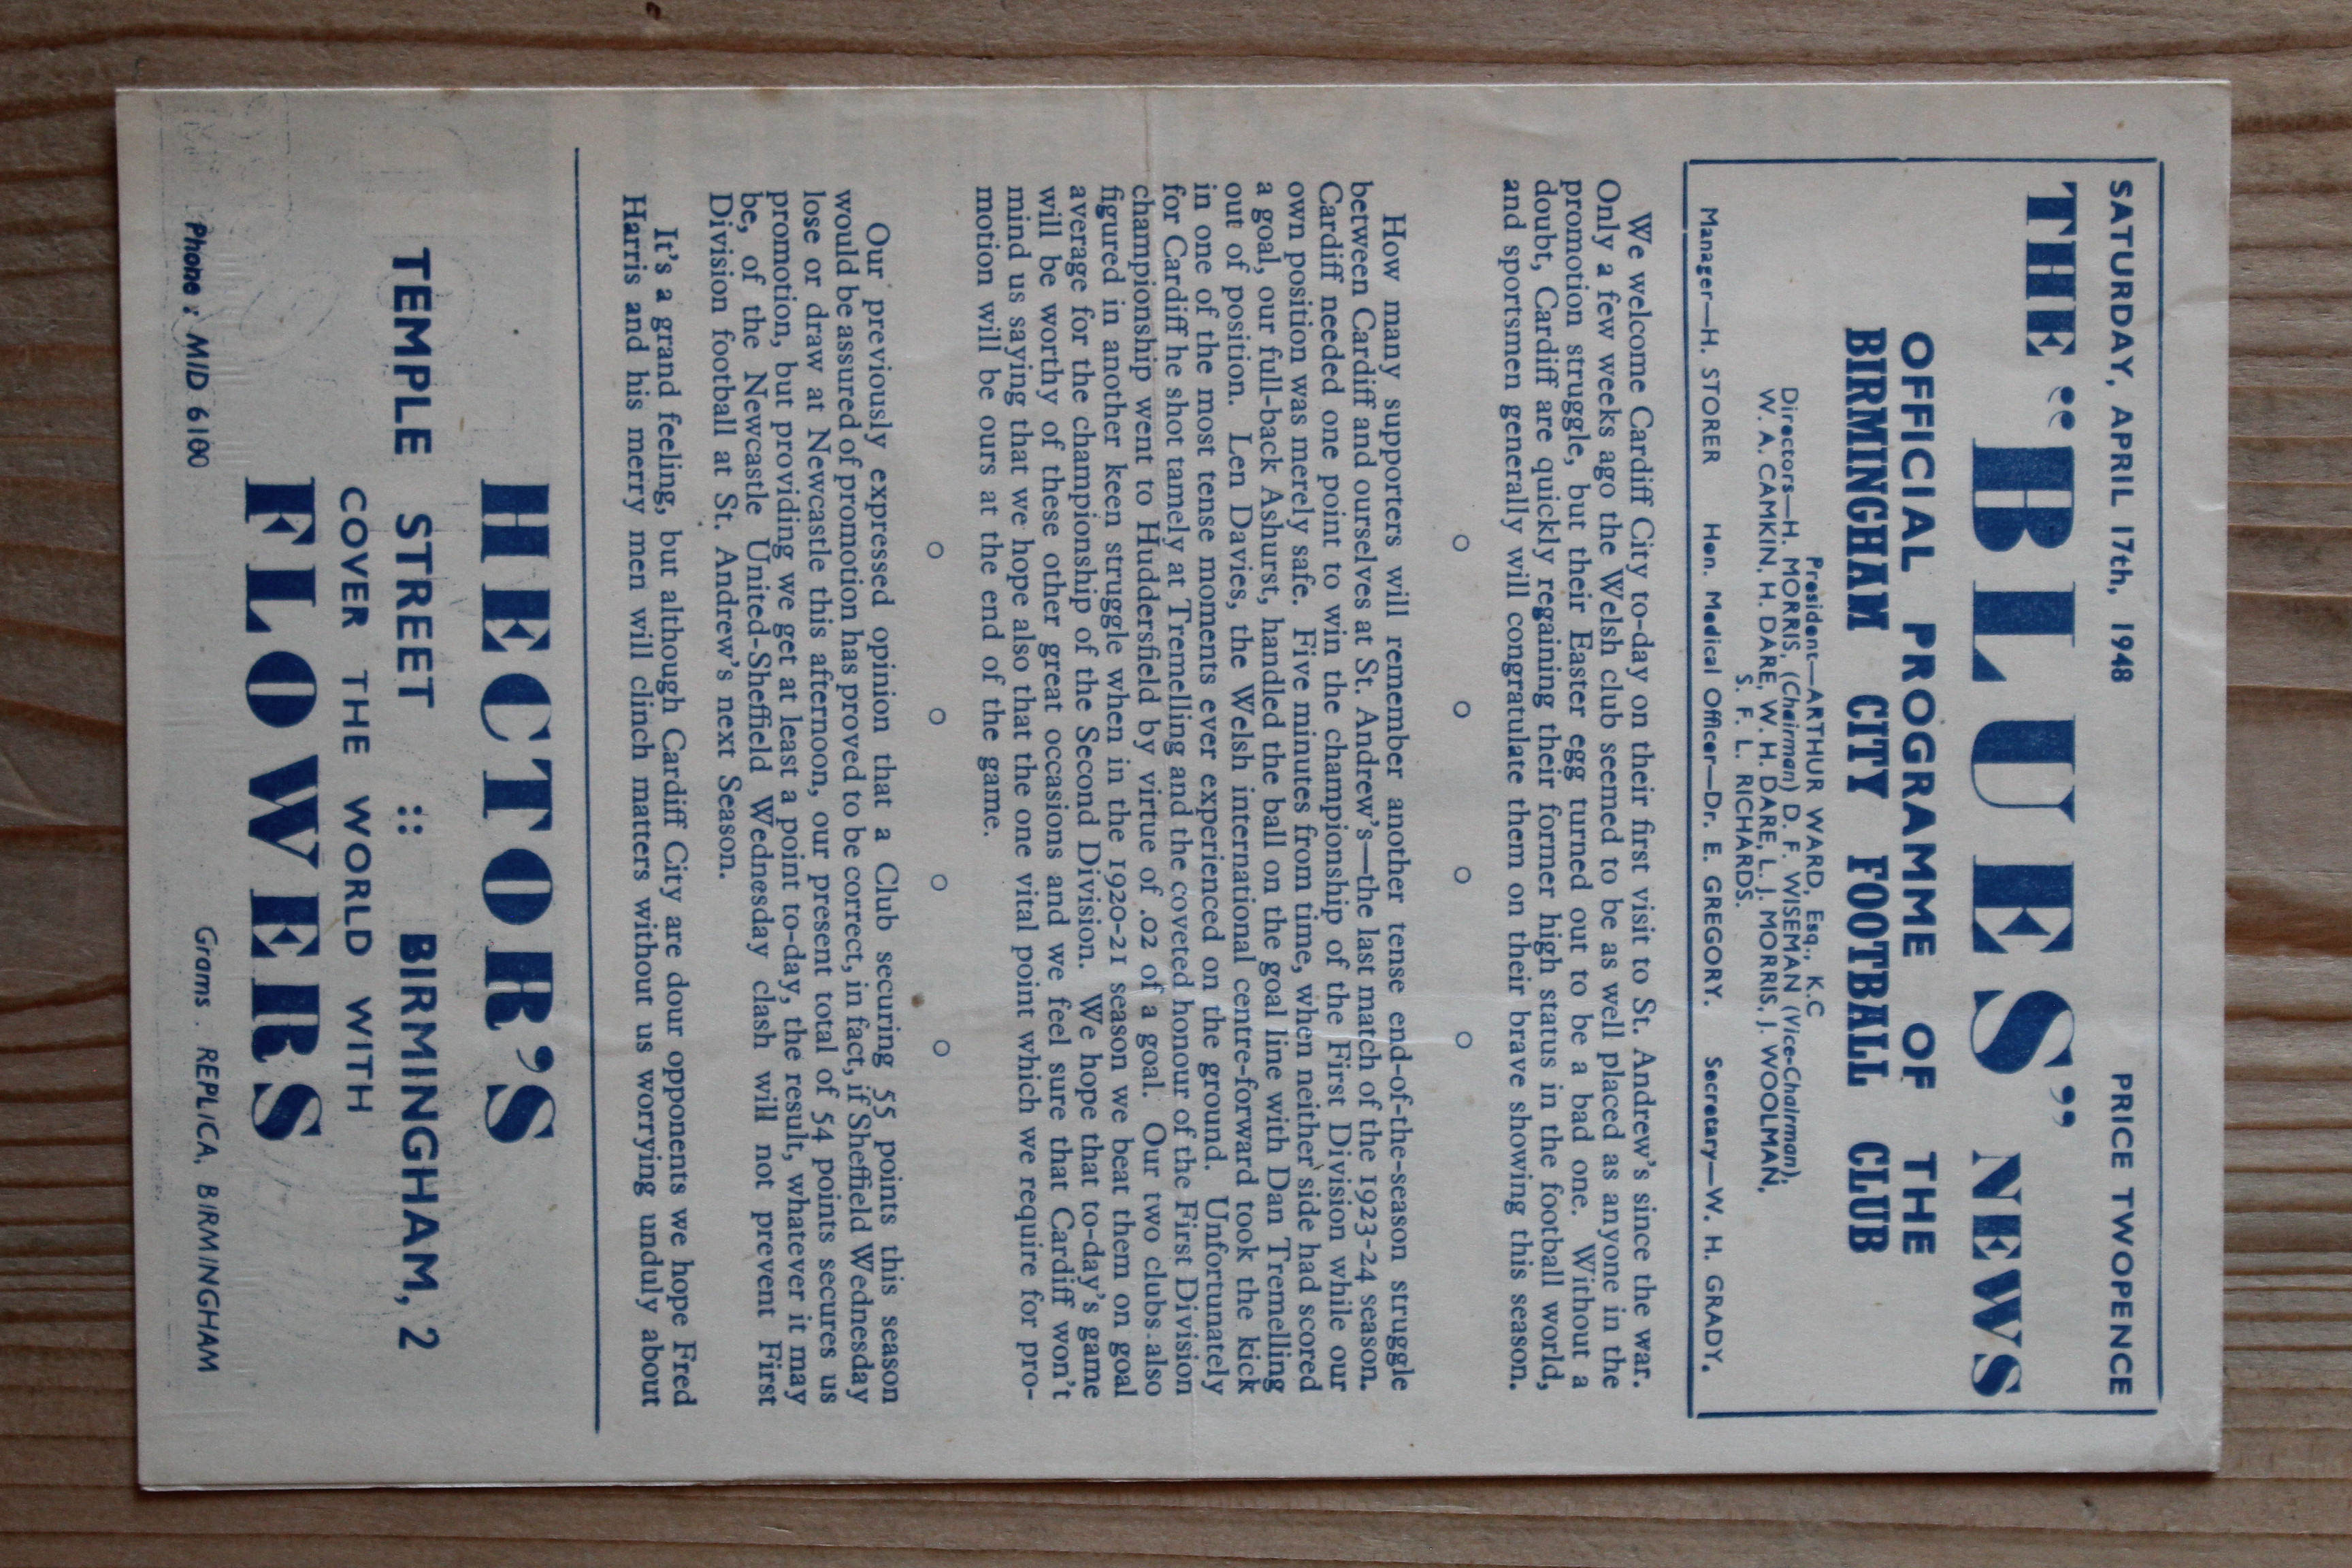 SATURDAY, APRIL 17th, 1948 PRICE TWOPENCE
THE "BLUES" NEWS
OFFICIAL PROGRAMME OF THE
BIRMINGHAM CITY FOOTBALL CLUB
President—ARTHUR WARD, Esq., K.C
Directors—H. MORRIS, (Chairman) D. F. WISEMAN (Vice-Chairman),
W. A. CAMKIN, H. DARE, W. H. DARE, L. J. MORRIS, J. WOOLMAN,
S. F. L. RICHARDS.
Manager—H. STORER Hon. Medical Officer—Dr. E. GREGORY. Secretary—W. H. GRADY.
We welcome Cardiff City to-day on their first visit to St. Andrew's since the war.
Only a few weeks ago the Welsh club seemed to be as well placed as anyone in the
promotion struggle, but their Easter egg turned out to be a bad one. Without a
doubt, Cardiff are quickly regaining their former high status in the football world,
and sportsmen generally will congratulate them on their brave showing this season.
How many supporters will remember another tense end-of-the-season struggle
between Cardiff and ourselves at St. Andrew's—the last match of the 1923-24 season.
Cardiff needed one point to win the championship of the First Division while our
own position was merely safe. Five minutes from time, when neither side had scored
a goal, our full-back Ashurst, handled the ball on the goal line with Dan Tremelling
out of position. Len Davies, the Welsh international centre-forward took the kick
in one of the most tense moments ever experienced on the ground. Unfortunately
for Cardiff he shot tamely at Tremelling and the coveted honour of the First Division
championship went to Huddersfield by virtue of .02 of a goal. Our two clubs also
figured in another keen struggle when in the 1920-21 season we beat them on goal
average for the championship of the Second Division. We hope that to-day's game
will be worthy of these other great occasions and we feel sure that Cardiff won't
mind us saying that we hope also that the one vital point which we require for pro-
motion will be ours at the end of the game.
Our previously expressed opinion that a Club securing 55 points this season
would be assured of promotion has proved to be correct, in fact, if Sheffield Wednesday
lose or draw at Newcastle this afternoon, our present total of 54 points secures us
promotion, but providing we get at least a point to-day, the result, whatever it may
be, of the Newcastle United-Sheffield Wednesday clash will not prevent First
Division football at St. Andrew's next Season.
It's a grand feeling, but although Cardiff City are dour opponents we hope Fred
Harris and his merry men will clinch matters without us worrying unduly about
HECTOR'S
TEMPLE STREET :: BIRMINGHAM, 2
COVER THE WORLD WITH
FLOWERS
Phone: MID 6100 Grams. REPLICA, BIRMINGHAM